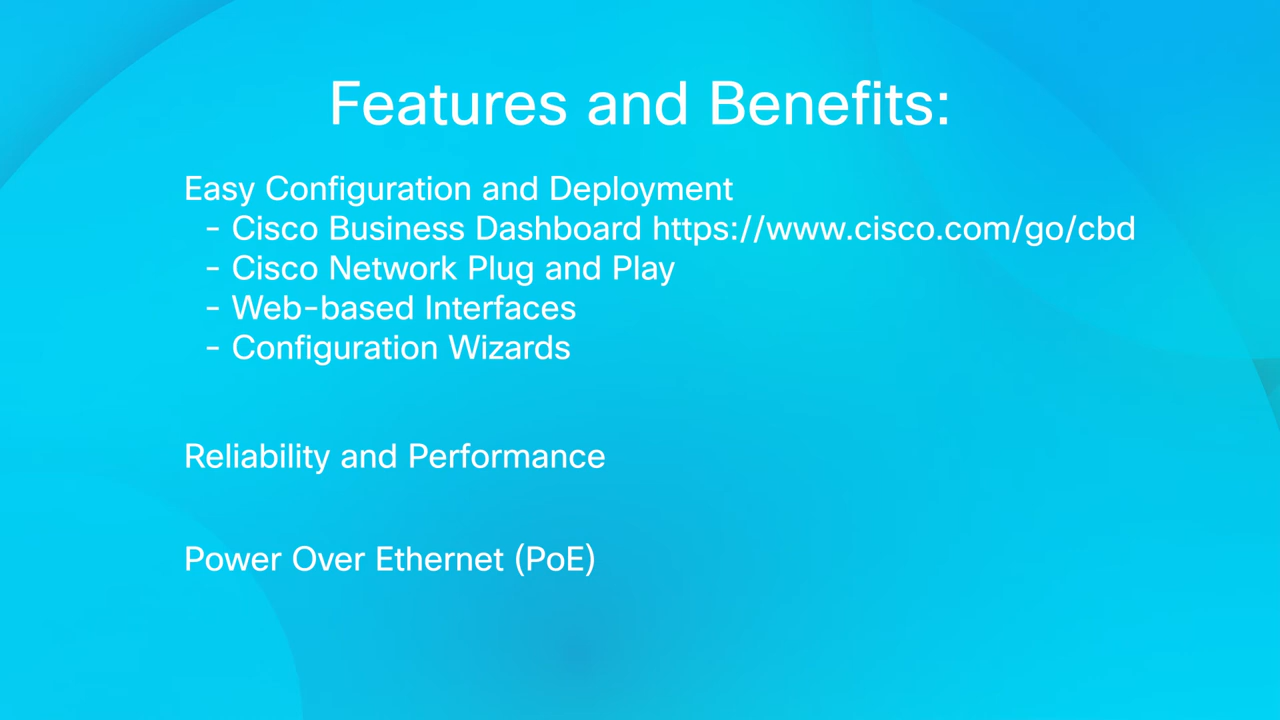 Features and Benefits:
Easy Configuration and Deployment
- Cisco Business Dashboard https://www.cisco.com/go/cbd
- Cisco Network Plug and Play
- Web-based Interfaces
- Configuration Wizards
Reliability and Performance
Power Over Ethernet (PoE)